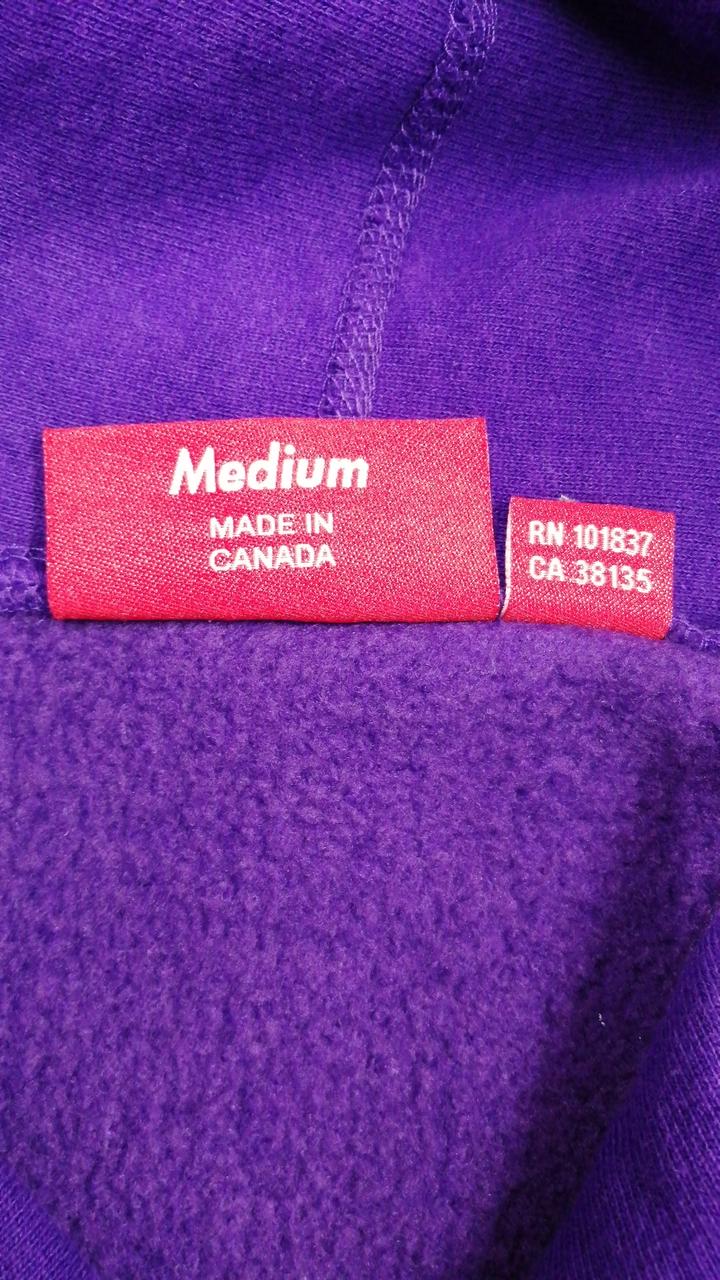 Medium
MADE IN
CANADA
RN 101837
CA 38135